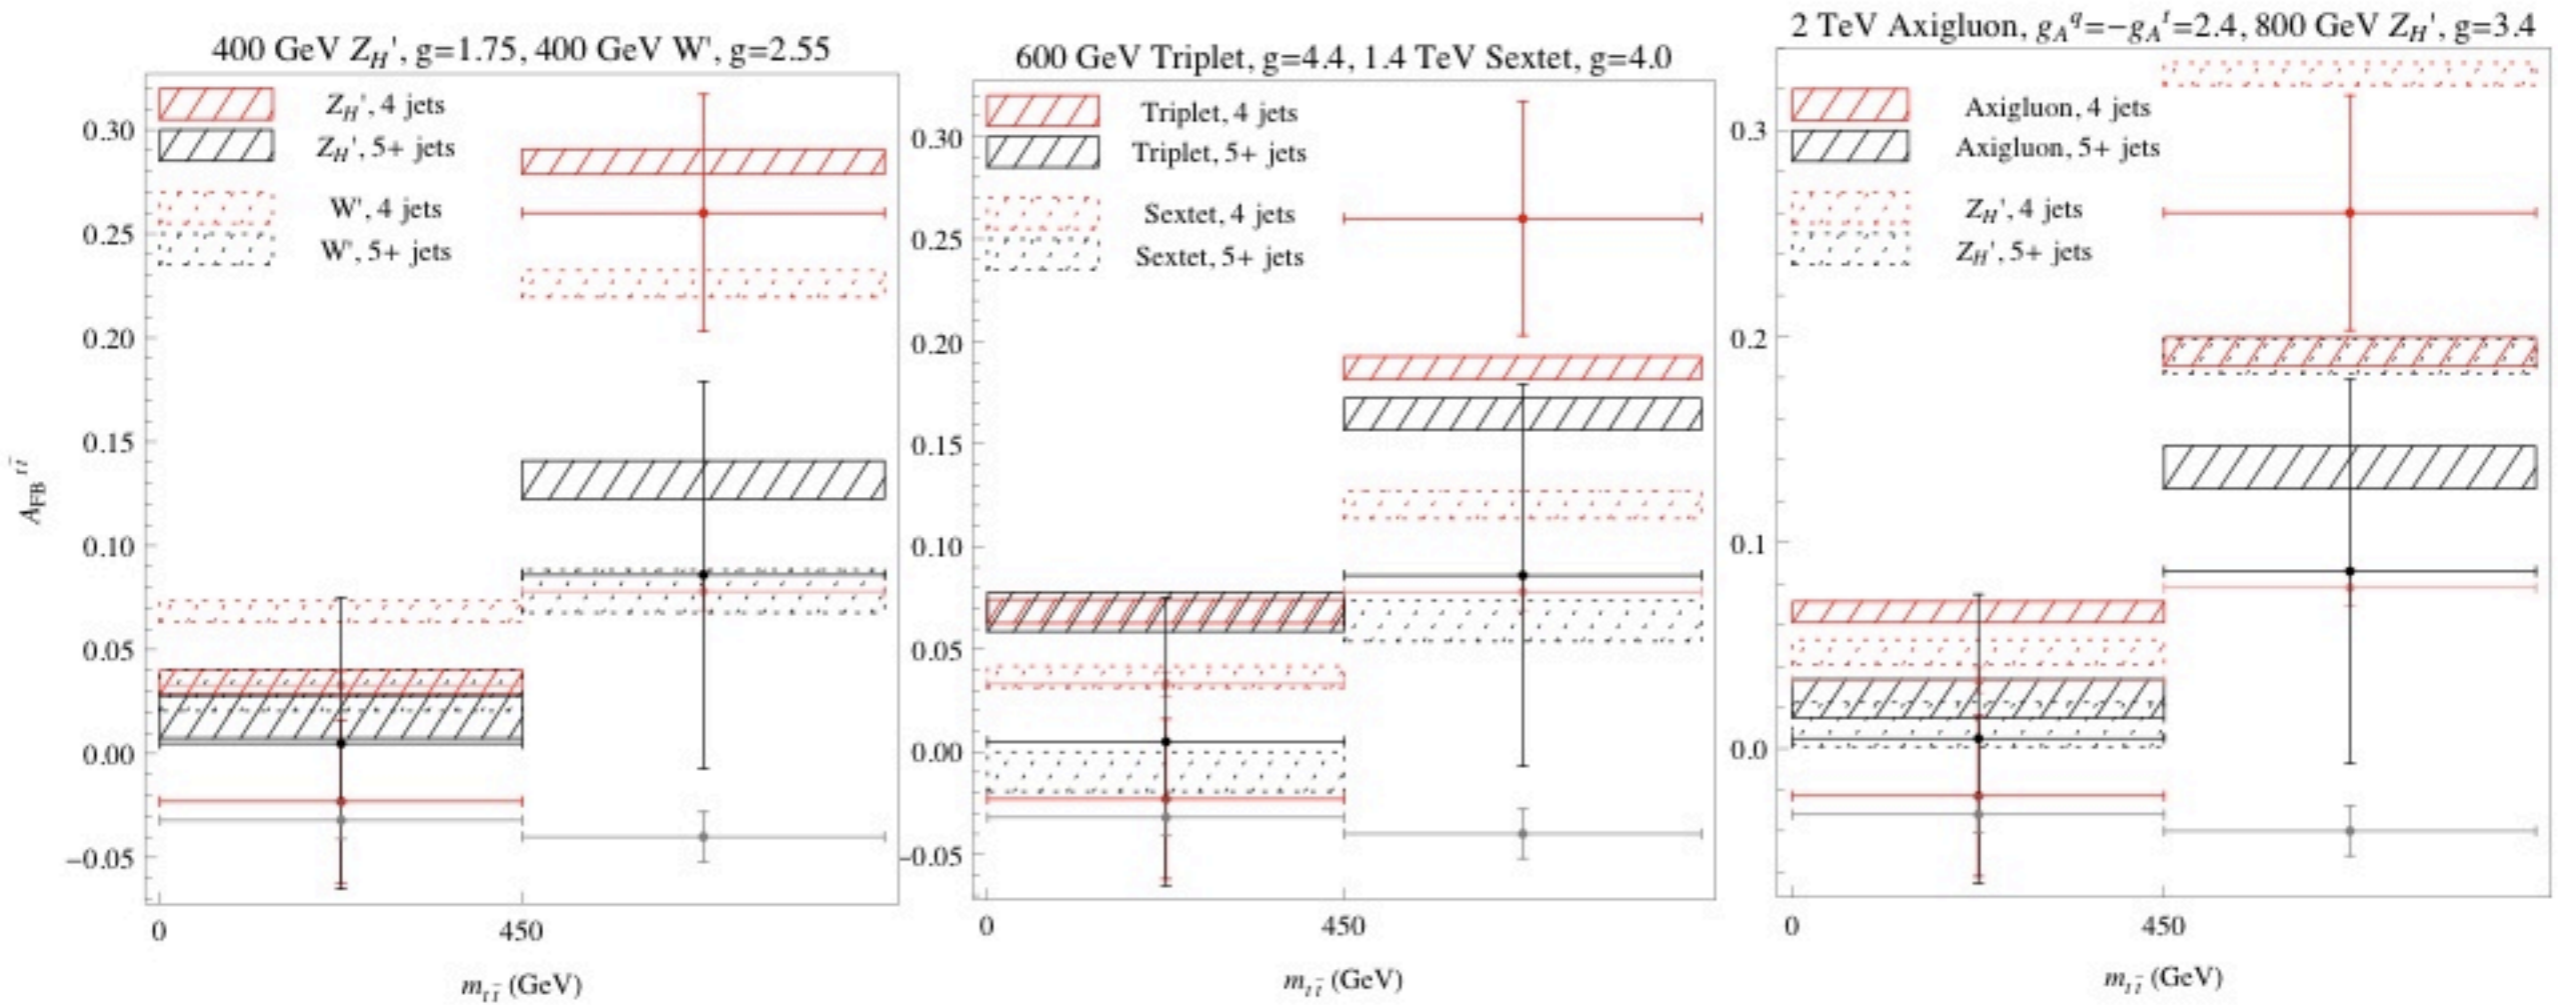 400 GeV Z_H', g=1.75, 400 GeV W', g=2.55
Z_H', 4 jets
Z_H', 5+ jets
W', 4 jets
W', 5+ jets
0.30
0.25
0.20
0.15
0.10
0.05
0.00
−0.05
A_FB^{t t̄}
0
450
m_{t t̄} (GeV)
600 GeV Triplet, g=4.4, 1.4 TeV Sextet, g=4.0
Triplet, 4 jets
Triplet, 5+ jets
Sextet, 4 jets
Sextet, 5+ jets
0.30
0.25
0.20
0.15
0.10
0.05
0.00
−0.05
0
450
m_{t t̄} (GeV)
2 TeV Axigluon, g_A^q=−g_A^t=2.4, 800 GeV Z_H', g=3.4
Axigluon, 4 jets
Axigluon, 5+ jets
Z_H', 4 jets
Z_H', 5+ jets
0.3
0.2
0.1
0.0
0
450
m_{t t̄} (GeV)